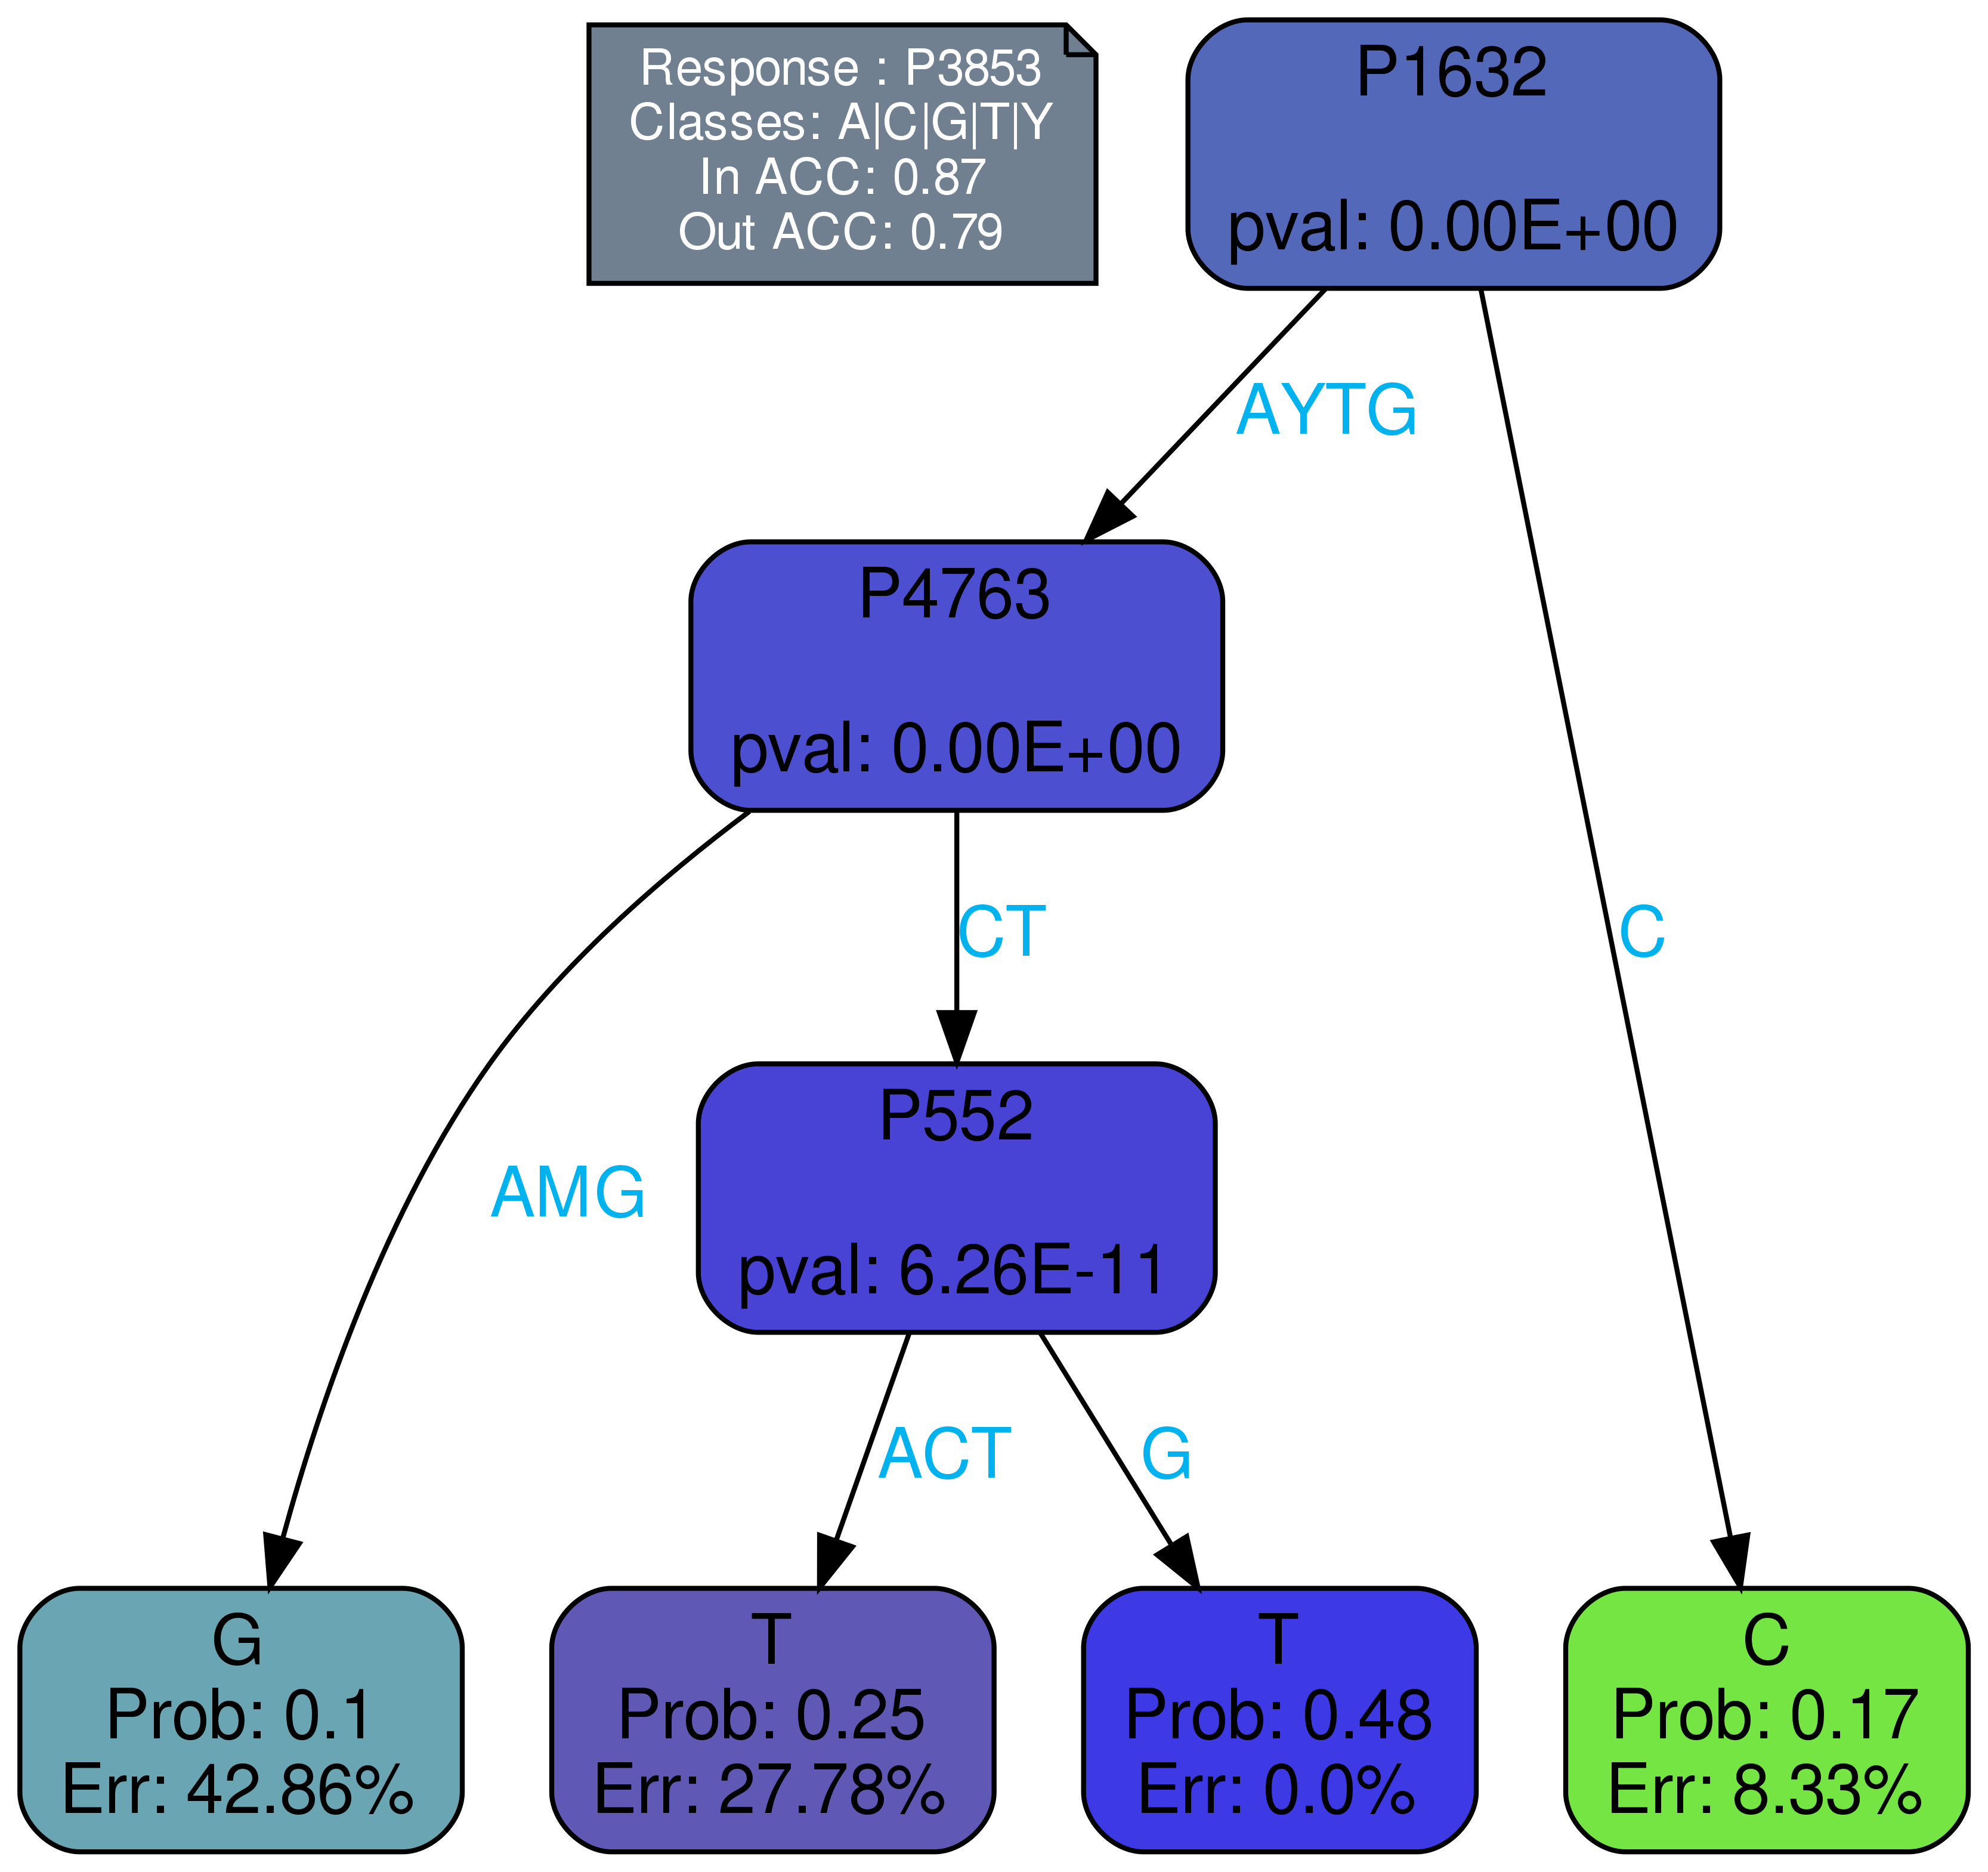 Response : P3853
Classes: A|C|G|T|Y
In ACC: 0.87
Out ACC: 0.79
P1632
pval: 0.00E+00
AYTG
P4763
pval: 0.00E+00
CT
C
P552
pval: 6.26E-11
AMG
ACT
G
G
Prob: 0.1
Err: 42.86%
T
Prob: 0.25
Err: 27.78%
T
Prob: 0.48
Err: 0.0%
C
Prob: 0.17
Err: 8.33%